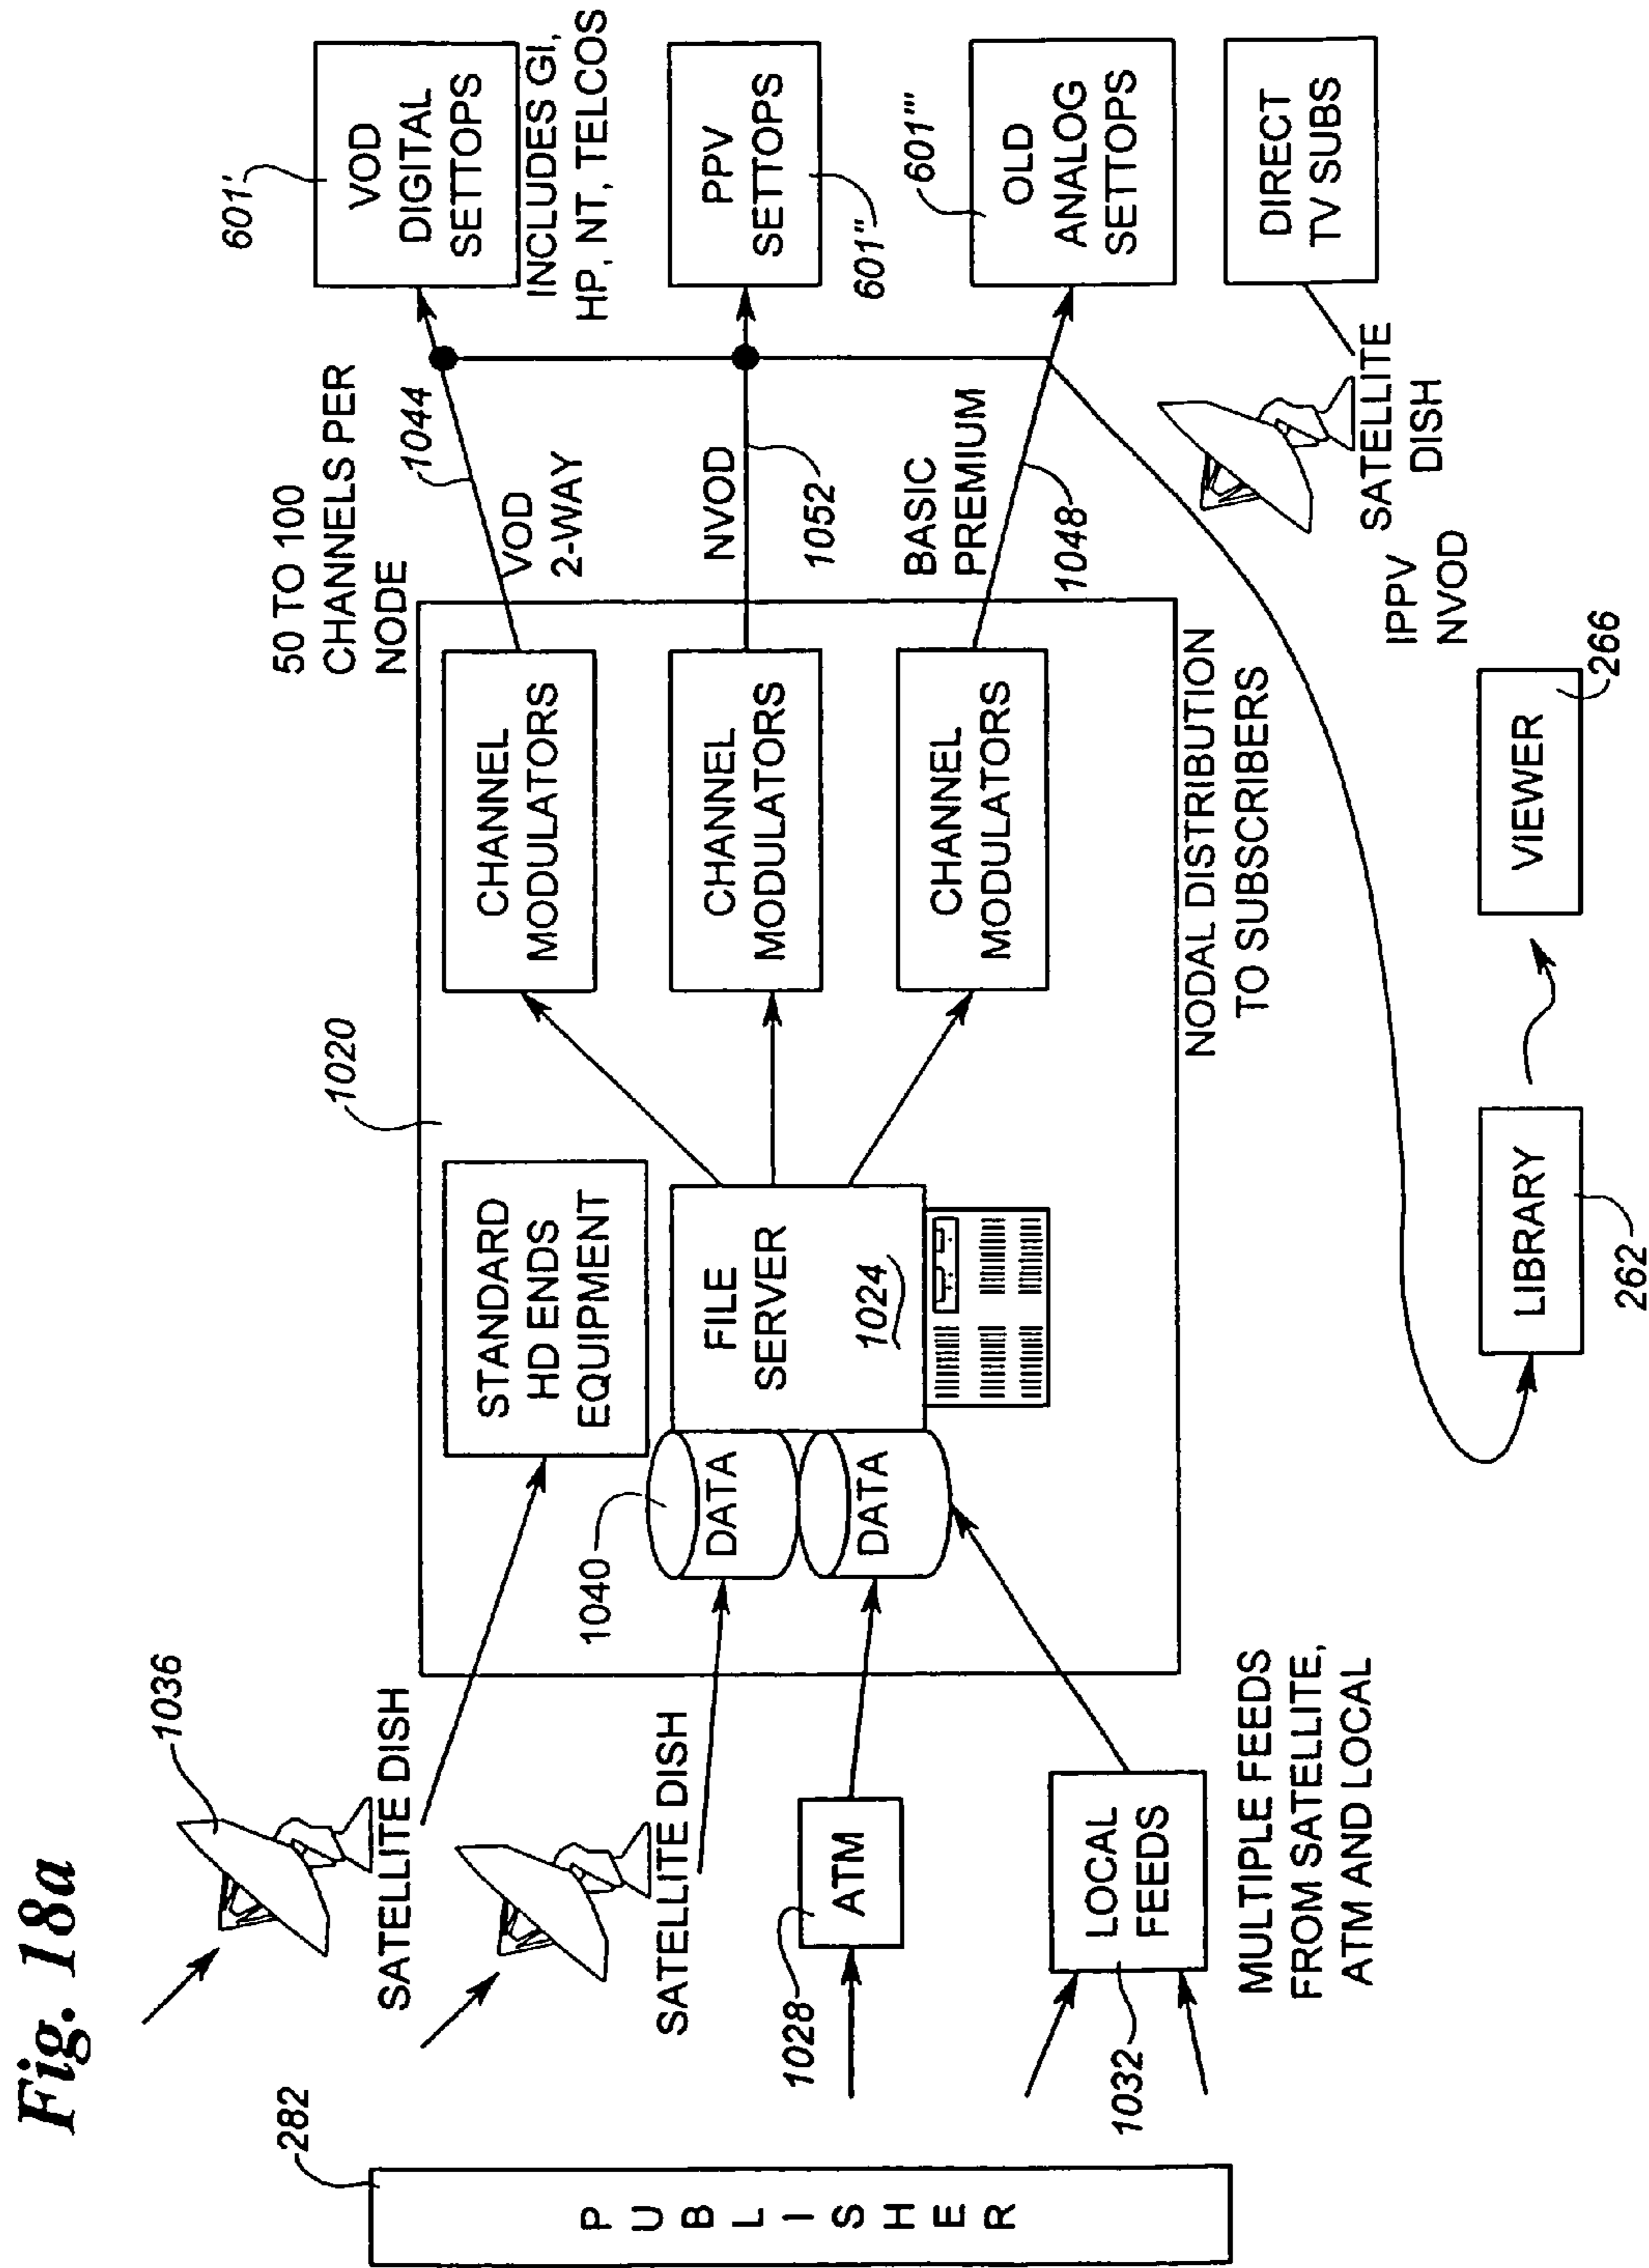 Fig. 18a
282
PUBLISHER
1036
SATELLITE DISH
SATELLITE DISH
1028
ATM
1032
LOCAL
FEEDS
MULTIPLE FEEDS
FROM SATELLITE,
ATM AND LOCAL
1020
STANDARD
HD ENDS
EQUIPMENT
1040
DATA
DATA
FILE
SERVER
1024
CHANNEL
MODULATORS
CHANNEL
MODULATORS
CHANNEL
MODULATORS
NODAL DISTRIBUTION
TO SUBSCRIBERS
50 TO 100
CHANNELS PER
NODE
1044
VOD
2-WAY
NVOD
1052
BASIC
PREMIUM
1048
601'
VOD
DIGITAL
SETTOPS
INCLUDES GI,
HP, NT, TELCOS
PPV
SETTOPS
601''
601'''
OLD
ANALOG
SETTOPS
DIRECT
TV SUBS
SATELLITE
DISH
IPPV
NVOD
LIBRARY
262
VIEWER
266